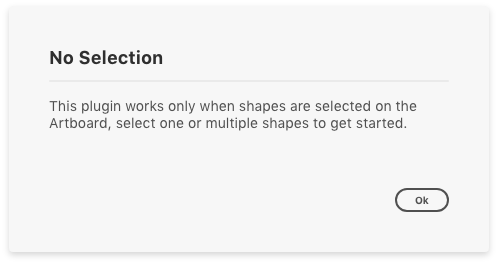 No Selection
This plugin works only when shapes are selected on the
Artboard, select one or multiple shapes to get started.
Ok